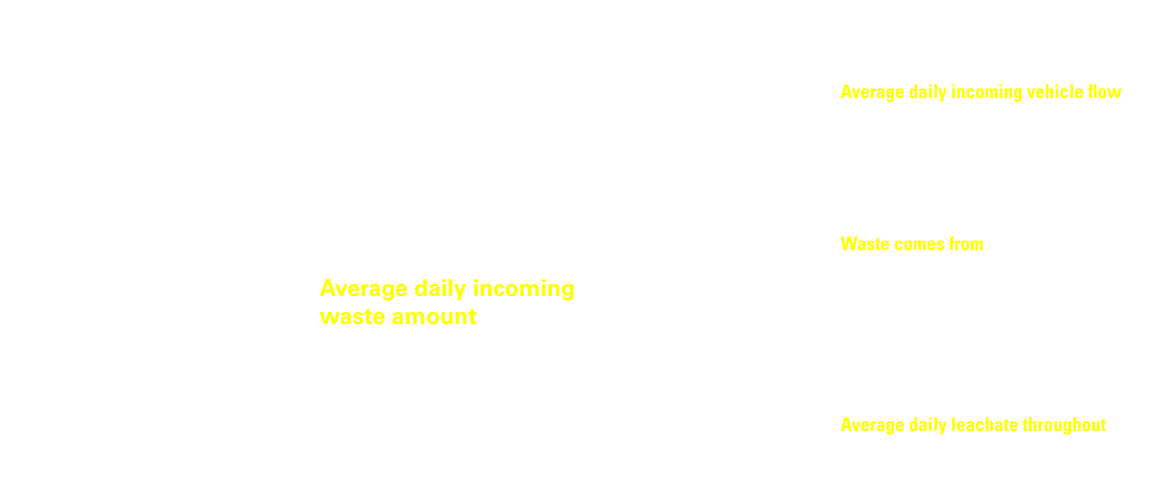 Average daily incoming vehicle flow
Waste comes from
Average daily incoming
waste amount
Average daily leachate throughout